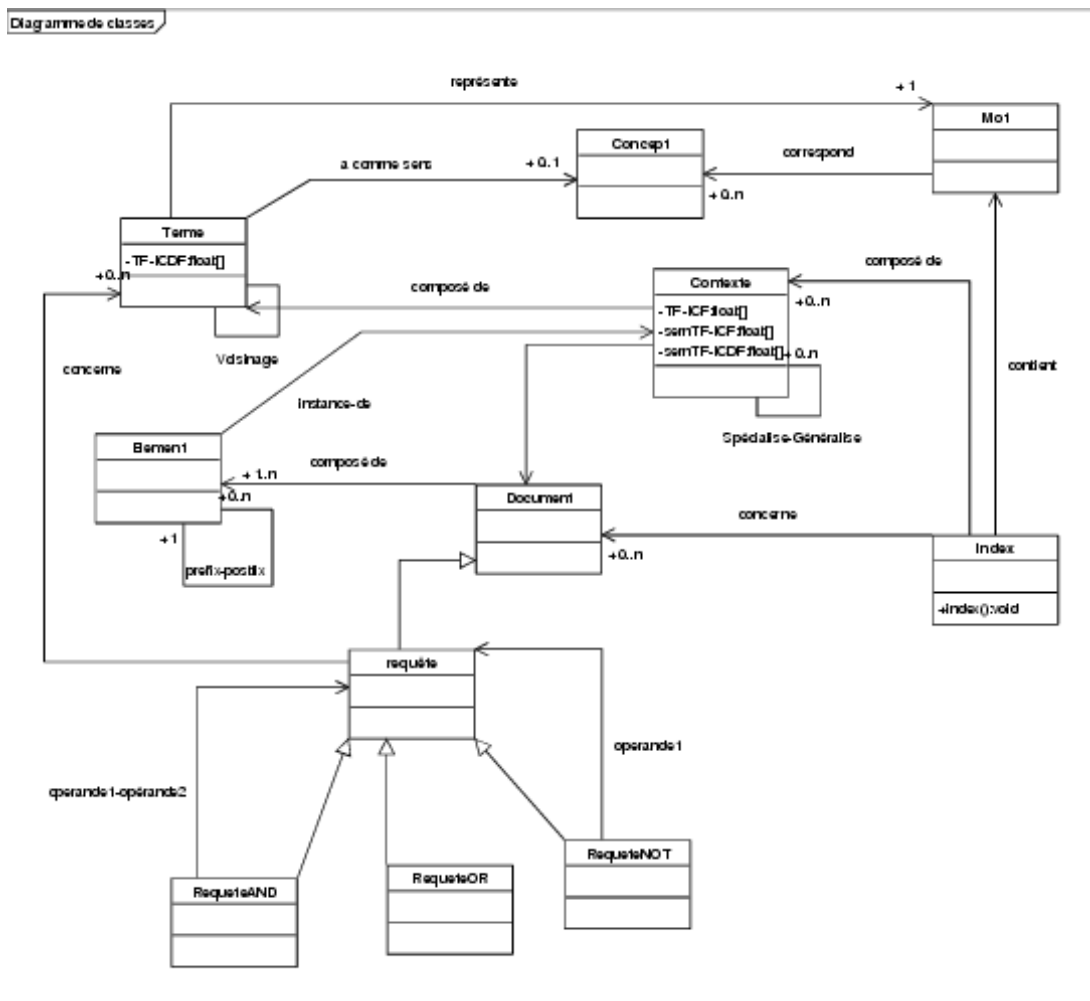 Diagramme de classes
représente
+ 1
Mot
Concept
correspond
a comme sens
+ 0..1
+ 0..n
Terme
- TF-ICDF:float[]
+0..n
Contexte
- TF-ICF:float[]
- semTF-ICF:float[]
- semTF-ICDF:float[]
composé de
+0..n
composé de
+0..n
Voisinage
concerne
contient
instance-de
Spécialise-Généralise
Element
composé de
+ 1..n
+0..n
+1
prefix-postfix
Document
concerne
+0..n
Index
+index():void
requête
operande1
operande1-opérande2
RequeteNOT
RequeteOR
RequeteAND